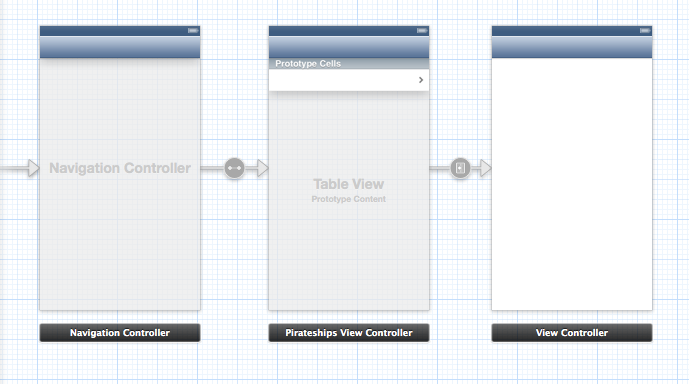 Prototype Cells
Navigation Controller
Table View
Prototype Content
Navigation Controller
Pirateships View Controller
View Controller